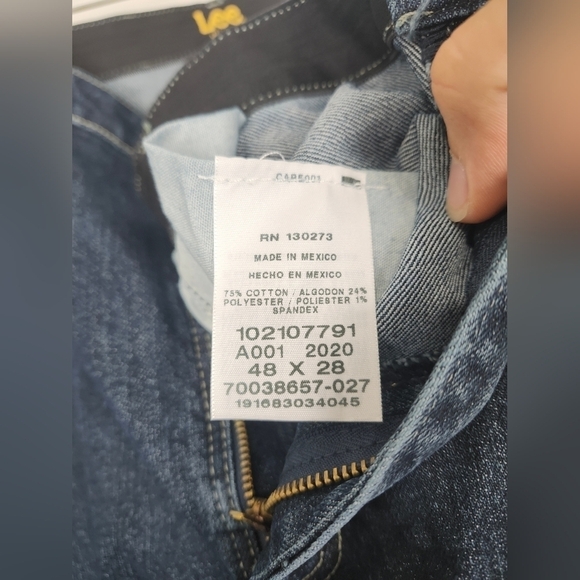 Lee
CARE001
RN 130273
MADE IN MEXICO
HECHO EN MEXICO
75% COTTON / ALGODON 24%
POLYESTER / POLIESTER 1%
SPANDEX
102107791
A001 2020
48 X 28
70038657-027
191683034045